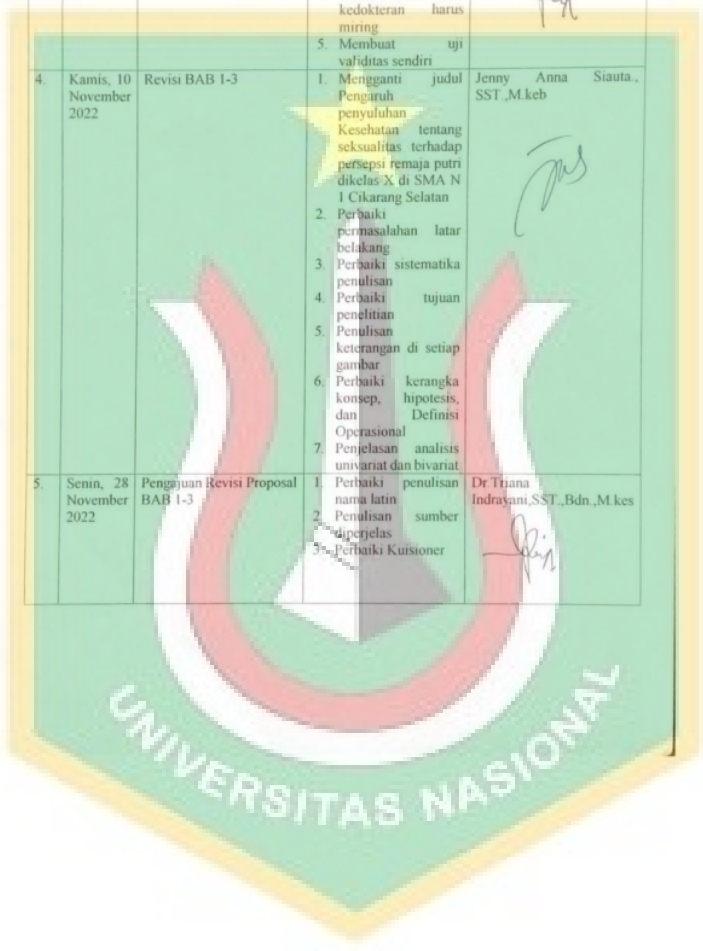 kedokteran harus
miring
5. Membuat uji
validitas sendiri
4. Kamis, 10 November 2022
Revisi BAB 1-3
1. Mengganti judul
Pengaruh
penyuluhan
Kesehatan tentang
seksualitas terhadap
persepsi remaja putri
dikelas X di SMA N
1 Cikarang Selatan
2. Perbaiki
permasalahan latar
belakang
3. Perbaiki sistematika
penulisan
4. Perbaiki tujuan
penelitian
5. Penulisan
keterangan di setiap
gambar
6. Perbaiki kerangka
konsep, hipotesis,
dan Definisi
Operasional
7. Penjelasan analisis
univariat dan bivariat
Jenny Anna Siauta.,
SST.,M.keb
5. Senin, 28 November 2022
Pengajuan Revisi Proposal
BAB 1-3
1. Perbaiki penulisan
nama latin
2. Penulisan sumber
diperjelas
3. Perbaiki Kuisioner
Dr Triana
Indrayani,SST.,Bdn.,M.kes
UNIVERSITAS NASIONAL